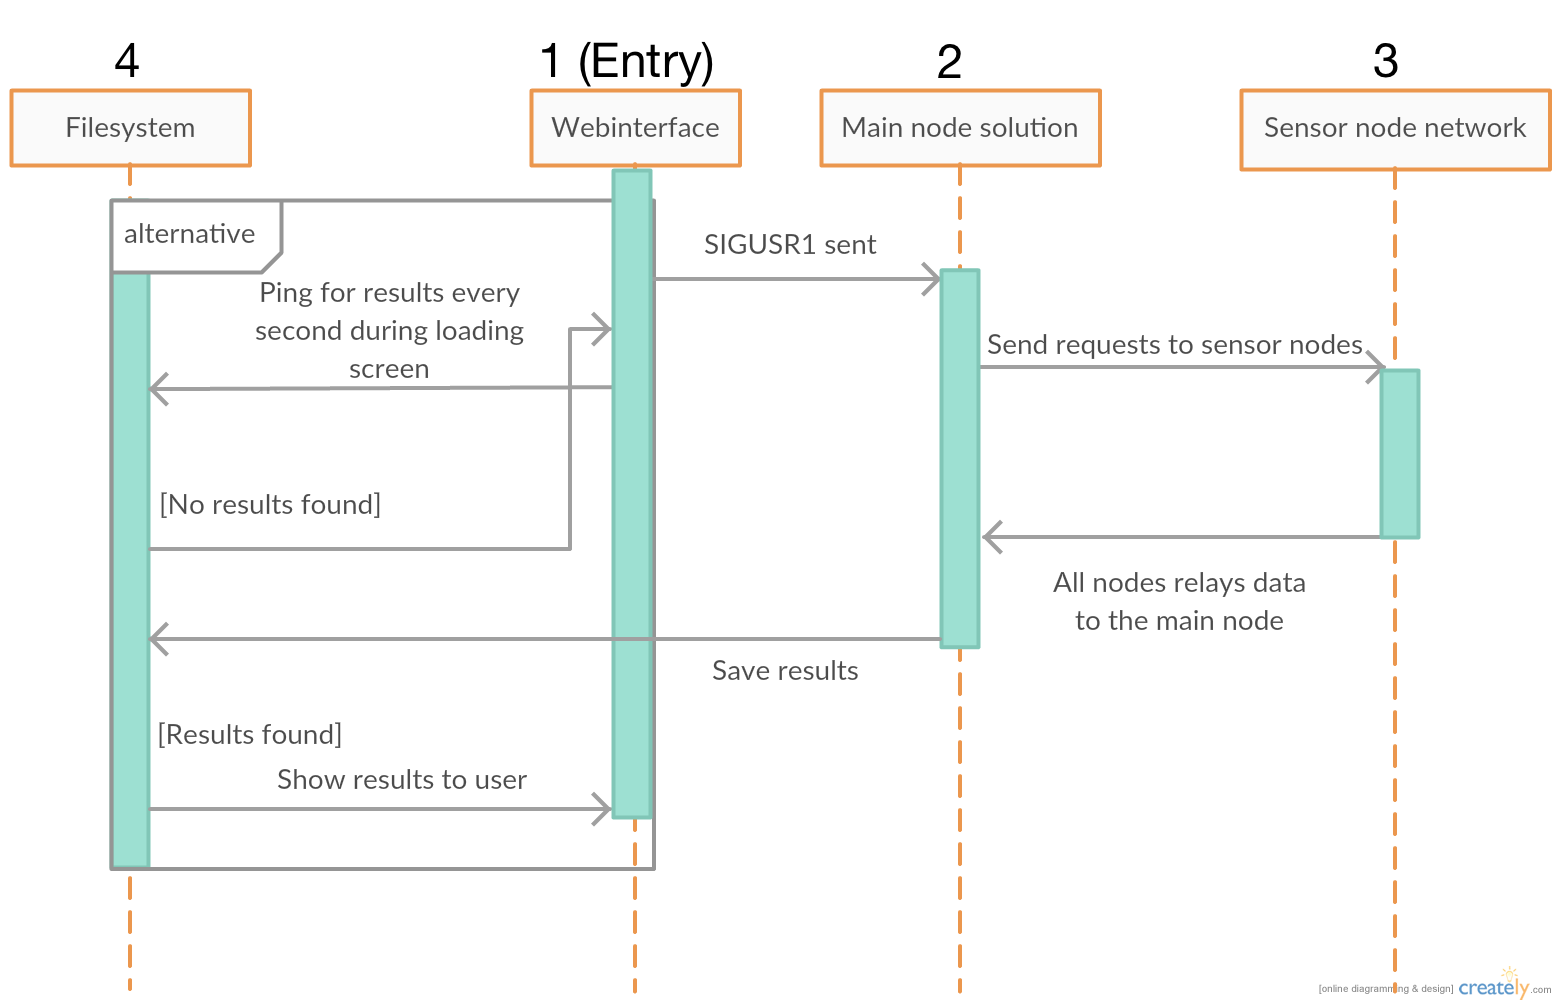 4
1 (Entry)
2
3
Filesystem
Webinterface
Main node solution
Sensor node network
alternative
SIGUSR1 sent
Ping for results every
second during loading
screen
Send requests to sensor nodes
[No results found]
All nodes relays data
to the main node
Save results
[Results found]
Show results to user
[online diagramming & design] creately.com